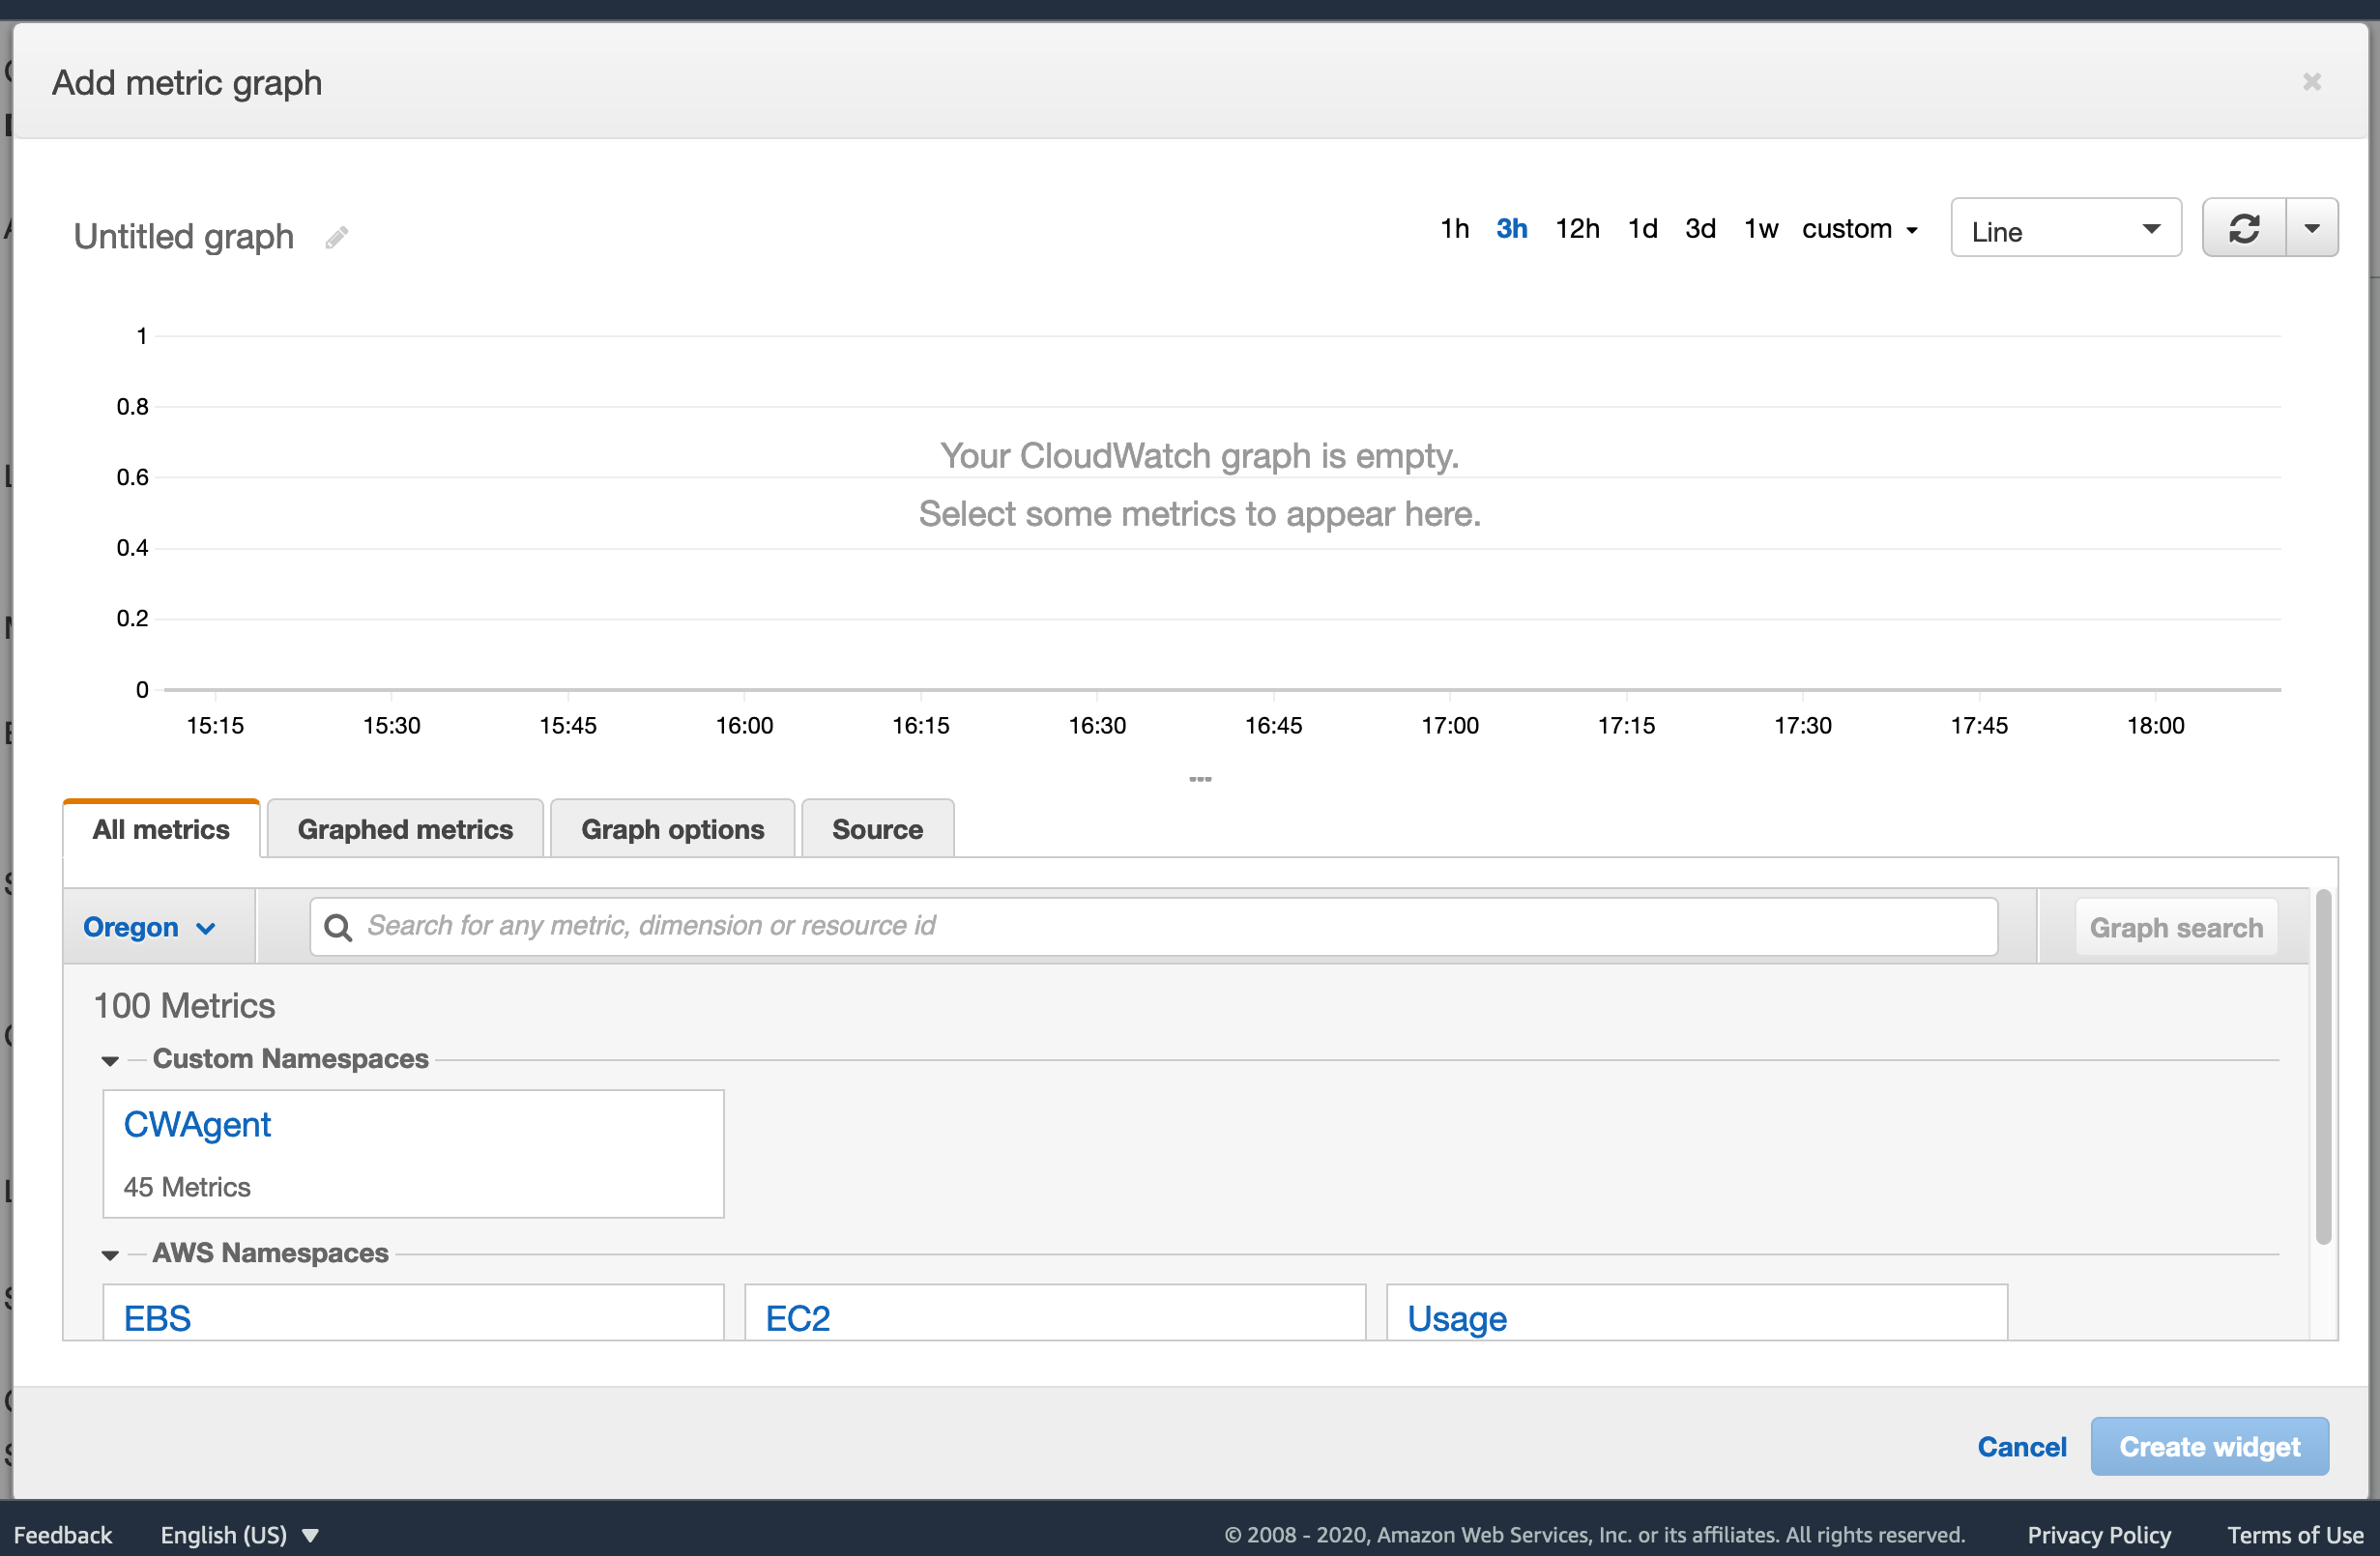 Add metric graph
Untitled graph
1h 3h 12h 1d 3d 1w custom Line
1
0.8
0.6
0.4
0.2
0
Your CloudWatch graph is empty.
Select some metrics to appear here.
15:15 15:30 15:45 16:00 16:15 16:30 16:45 17:00 17:15 17:30 17:45 18:00
All metrics Graphed metrics Graph options Source
Oregon Search for any metric, dimension or resource id Graph search
100 Metrics
Custom Namespaces
CWAgent
45 Metrics
AWS Namespaces
EBS EC2 Usage
Cancel Create widget
Feedback English (US) © 2008 - 2020, Amazon Web Services, Inc. or its affiliates. All rights reserved. Privacy Policy Terms of Use